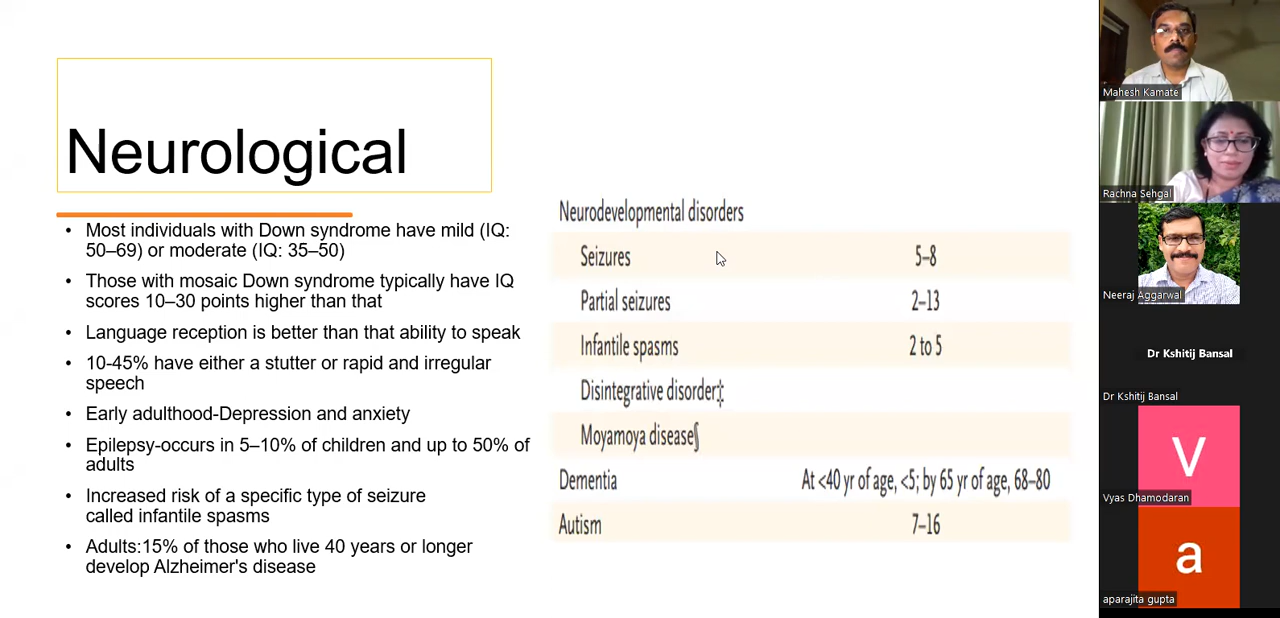 Neurological
• Most individuals with Down syndrome have mild (IQ:
50–69) or moderate (IQ: 35–50)
• Those with mosaic Down syndrome typically have IQ
scores 10–30 points higher than that
• Language reception is better than that ability to speak
• 10-45% have either a stutter or rapid and irregular
speech
• Early adulthood-Depression and anxiety
• Epilepsy-occurs in 5–10% of children and up to 50% of
adults
• Increased risk of a specific type of seizure
called infantile spasms
• Adults:15% of those who live 40 years or longer
develop Alzheimer's disease
Neurodevelopmental disorders
Seizures 5–8
Partial seizures 2–13
Infantile spasms 2 to 5
Disintegrative disorder‡
Moyamoya disease§
Dementia At <40 yr of age, <5; by 65 yr of age, 68–80
Autism 7–16
Mahesh Kamate
Rachna Sehgal
Neeraj Aggarwal
Dr Kshitij Bansal
Dr Kshitij Bansal
V
Vyas Dhamodaran
a
aparajita gupta